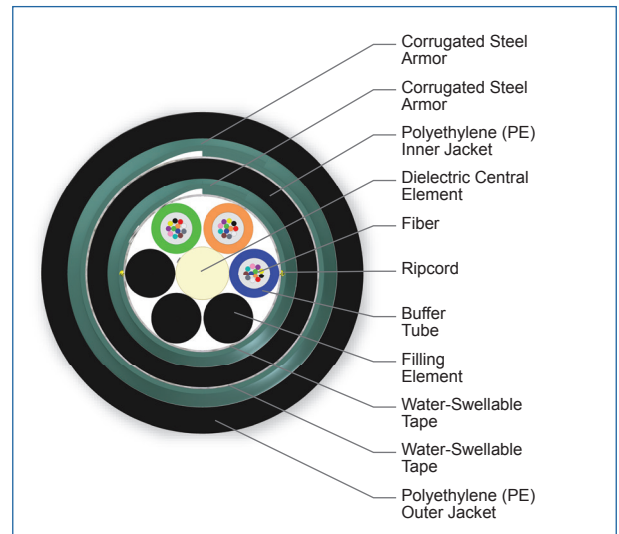 Corrugated Steel
Armor
Corrugated Steel
Armor
Polyethylene (PE)
Inner Jacket
Dielectric Central
Element
Fiber
Ripcord
Buffer
Tube
Filling
Element
Water-Swellable
Tape
Water-Swellable
Tape
Polyethylene (PE)
Outer Jacket